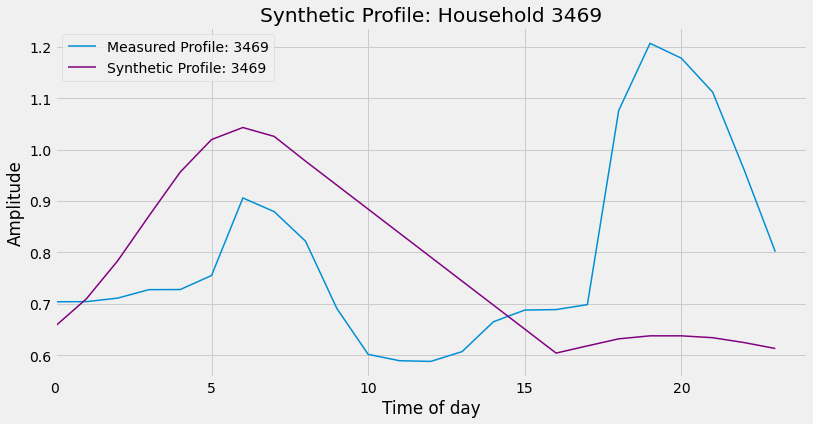 Synthetic Profile: Household 3469
Measured Profile: 3469
Synthetic Profile: 3469
Amplitude
1.2
1.1
1.0
0.9
0.8
0.7
0.6
0 5 10 15 20
Time of day